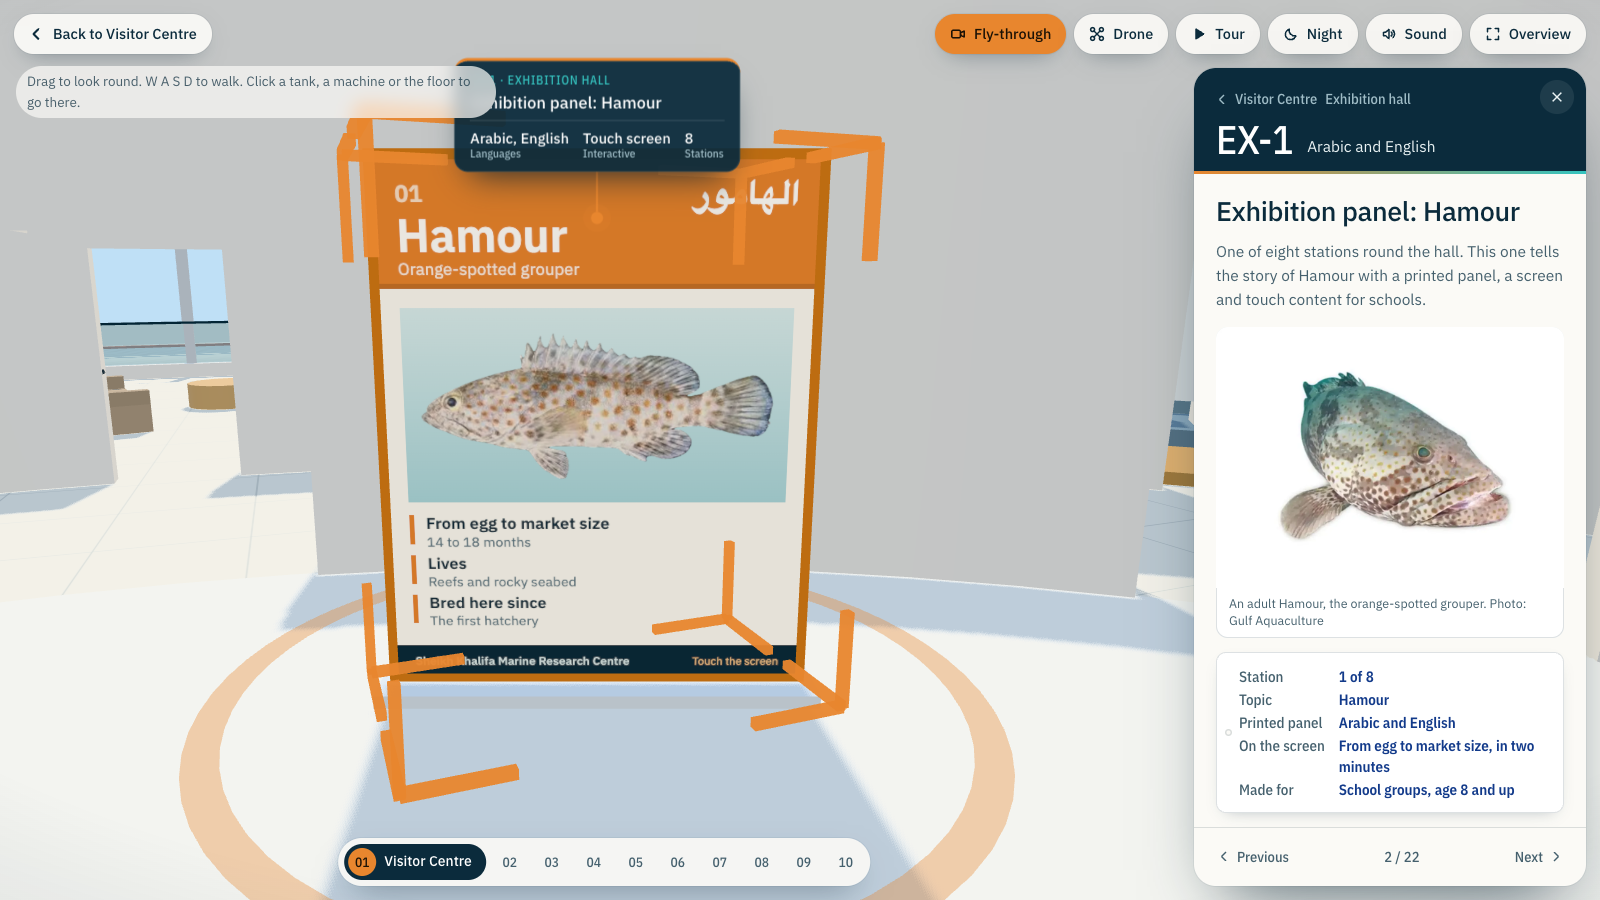 Back to Visitor Centre
Fly-through
Drone
Tour
Night
Sound
Overview
Drag to look round. W A S D to walk. Click a tank, a machine or the floor to
go there.
· EXHIBITION HALL
hibition panel: Hamour
Arabic, English
Languages
Touch screen
Interactive
8
Stations
01
الهامور
Hamour
Orange-spotted grouper
From egg to market size
14 to 18 months
Lives
Reefs and rocky seabed
Bred here since
The first hatchery
Khalifa Marine Research Centre
Touch the screen
Visitor Centre Exhibition hall
EX-1
Arabic and English
Exhibition panel: Hamour
One of eight stations round the hall. This one tells
the story of Hamour with a printed panel, a screen
and touch content for schools.
An adult Hamour, the orange-spotted grouper. Photo:
Gulf Aquaculture
Station 1 of 8
Topic Hamour
Printed panel Arabic and English
On the screen From egg to market size, in two
minutes
Made for School groups, age 8 and up
Previous
2 / 22
Next
01 Visitor Centre 02 03 04 05 06 07 08 09 10